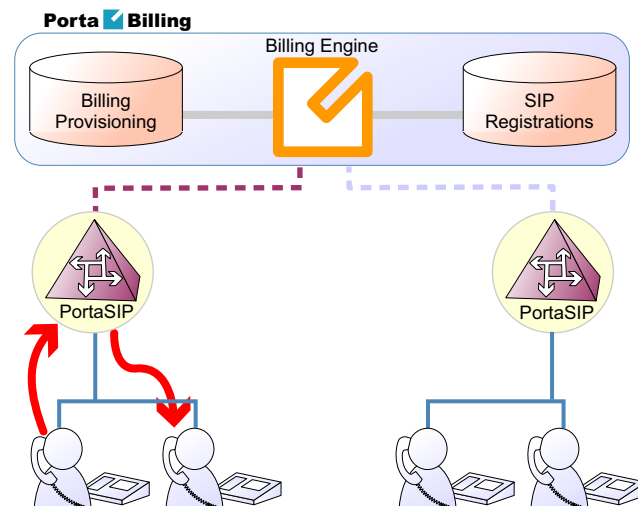 Porta Billing
Billing Engine
Billing
Provisioning
SIP
Registrations
PortaSIP
PortaSIP